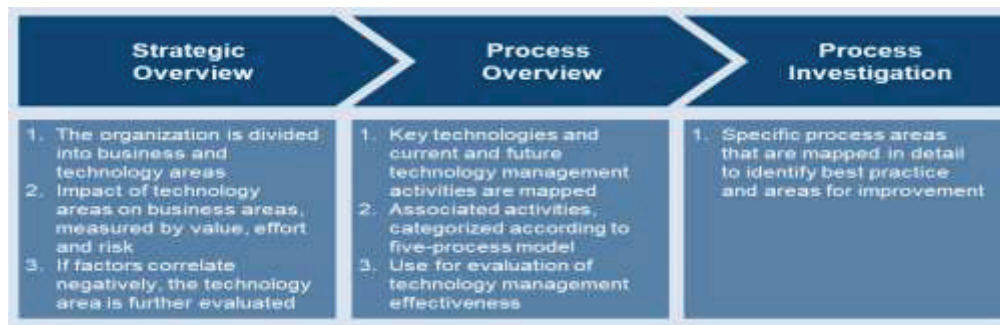 Strategic
Overview
Process
Overview
Process
Investigation
1. The organization is divided
into business and
technology areas
2. Impact of technology
areas on business areas,
measured by value, effort
and risk
3. If factors correlate
negatively, the technology
area is further evaluated
1. Key technologies and
current and future
technology management
activities are mapped
2. Associated activities,
categorized according to
five-process model
3. Use for evaluation of
technology management
effectiveness
1. Specific process areas
that are mapped in detail
to identify best practice
and areas for improvement